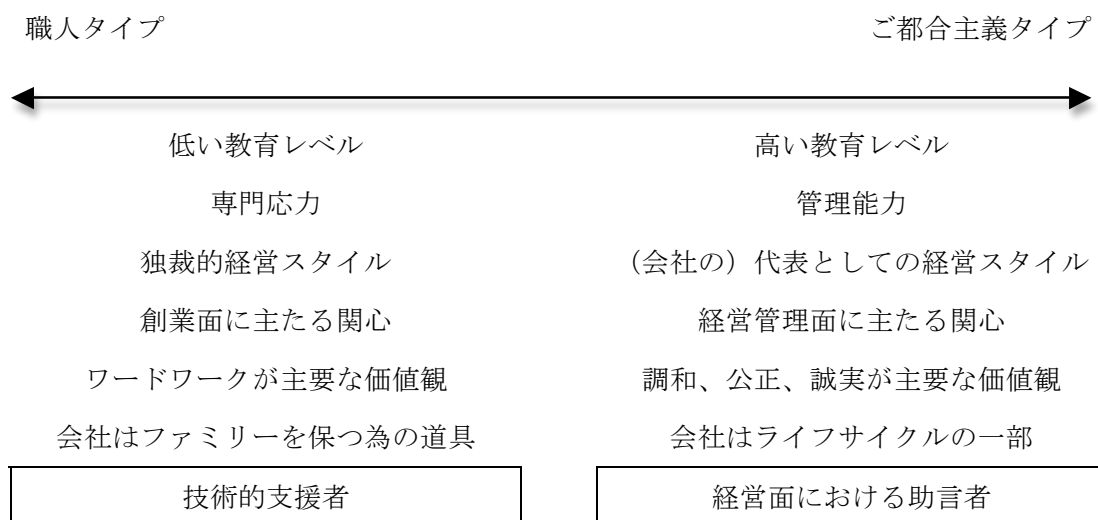 職人タイプ ご都合主義タイプ
低い教育レベル 高い教育レベル
専門応力 管理能力
独裁的経営スタイル （会社の）代表としての経営スタイル
創業面に主たる関心 経営管理面に主たる関心
ワードワークが主要な価値観 調和、公正、誠実が主要な価値観
会社はファミリーを保つ為の道具 会社はライフサイクルの一部
技術的支援者 経営面における助言者